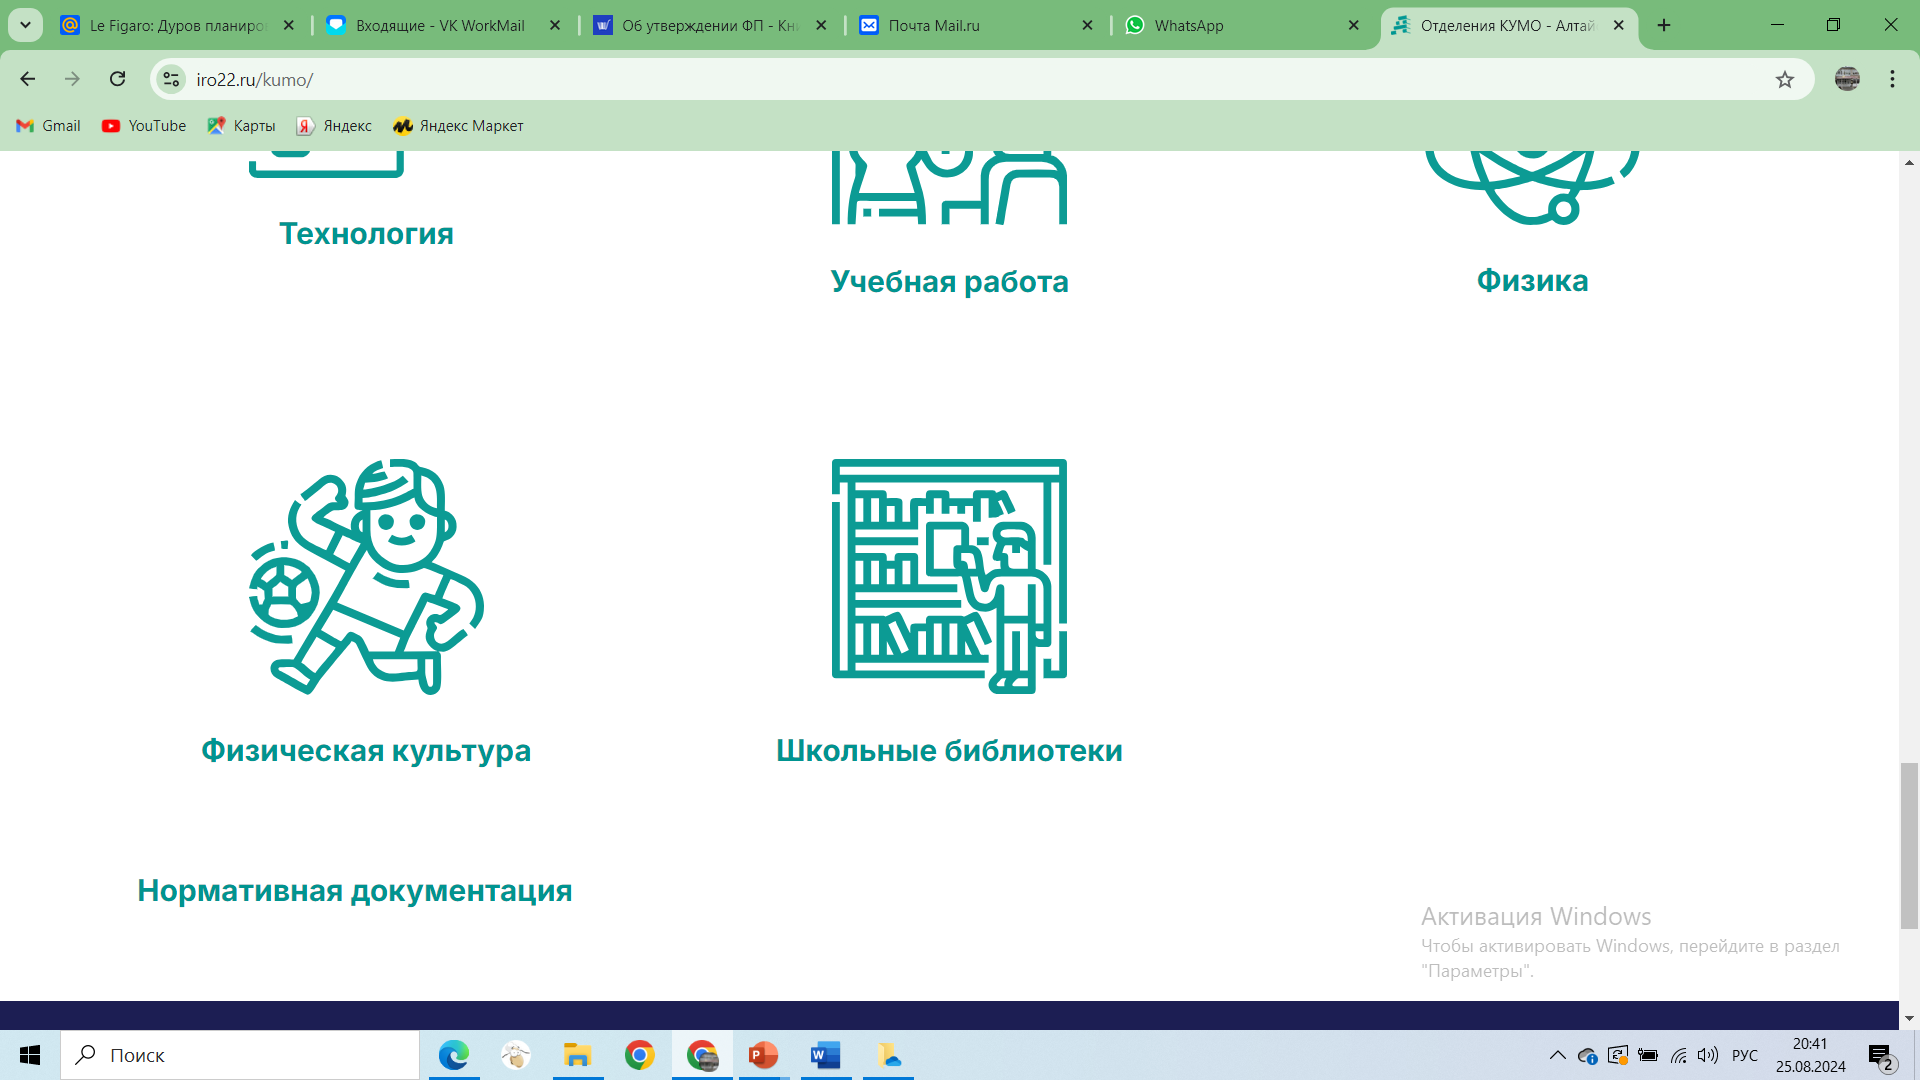 Le Figaro: Дуров планиро
Входящие - VK WorkMail
Об утверждении ФП - Кни
Почта Mail.ru
WhatsApp
Отделения КУМО - Алтай
iro22.ru/kumo/
Gmail
YouTube
Карты
Яндекс
Яндекс Маркет
Технология
Учебная работа
Физика
Физическая культура
Школьные библиотеки
Нормативная документация
Активация Windows
Чтобы активировать Windows, перейдите в раздел
"Параметры".
Поиск
РУС
20:41
25.08.2024
2